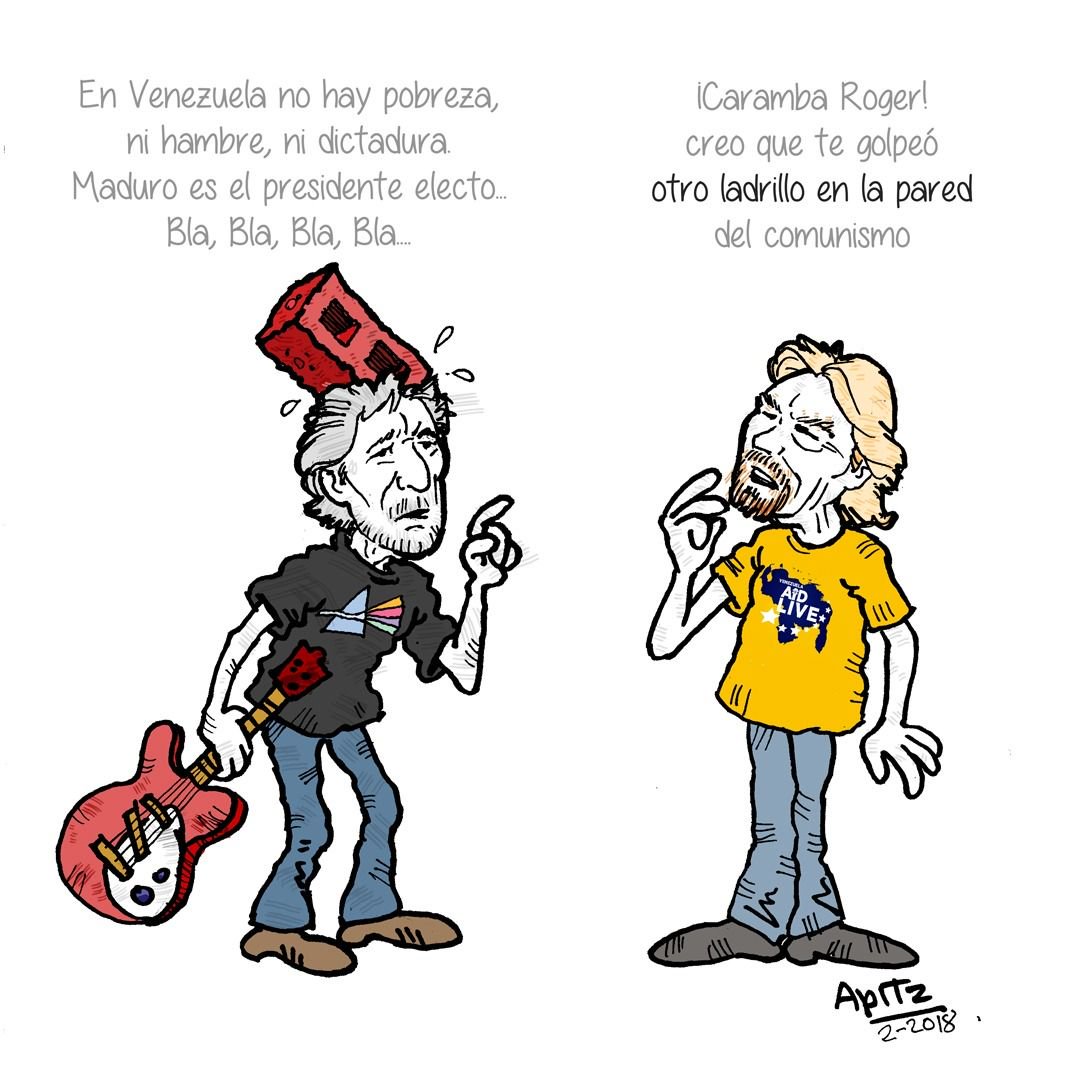 En Venezuela no hay pobreza,
ni hambre, ni dictadura.
Maduro es el presidente electo...
Bla, Bla, Bla, Bla....
¡Caramba Roger!
creo que te golpeó
otro ladrillo en la pared
del comunismo
VENEZUELA
AID
LIVE
Apitz
2-2018